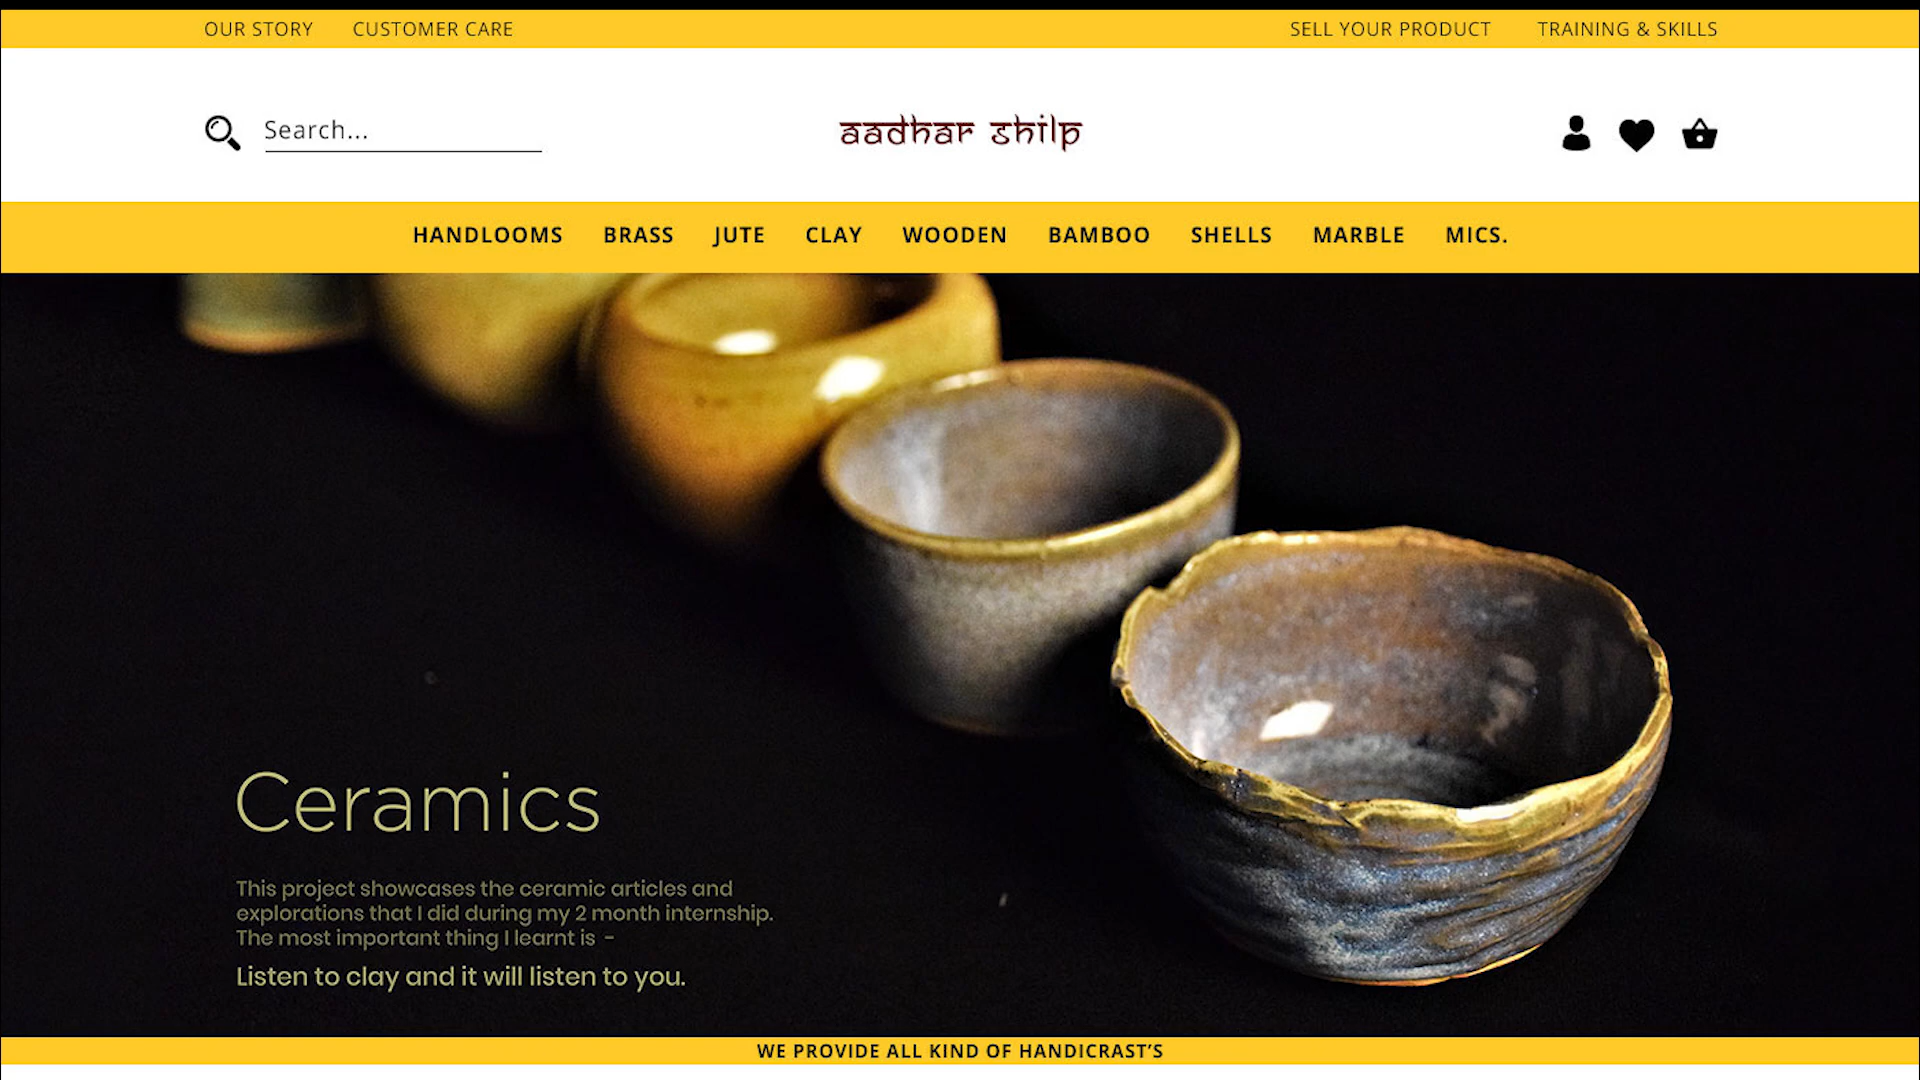 OUR STORY CUSTOMER CARE SELL YOUR PRODUCT TRAINING & SKILLS
Search... aadhar shilp
HANDLOOMS BRASS JUTE CLAY WOODEN BAMBOO SHELLS MARBLE MICS.
Ceramics
This project showcases the ceramic articles and
explorations that I did during my 2 month internship.
The most important thing I learnt is -
Listen to clay and it will listen to you.
WE PROVIDE ALL KIND OF HANDICRAST'S